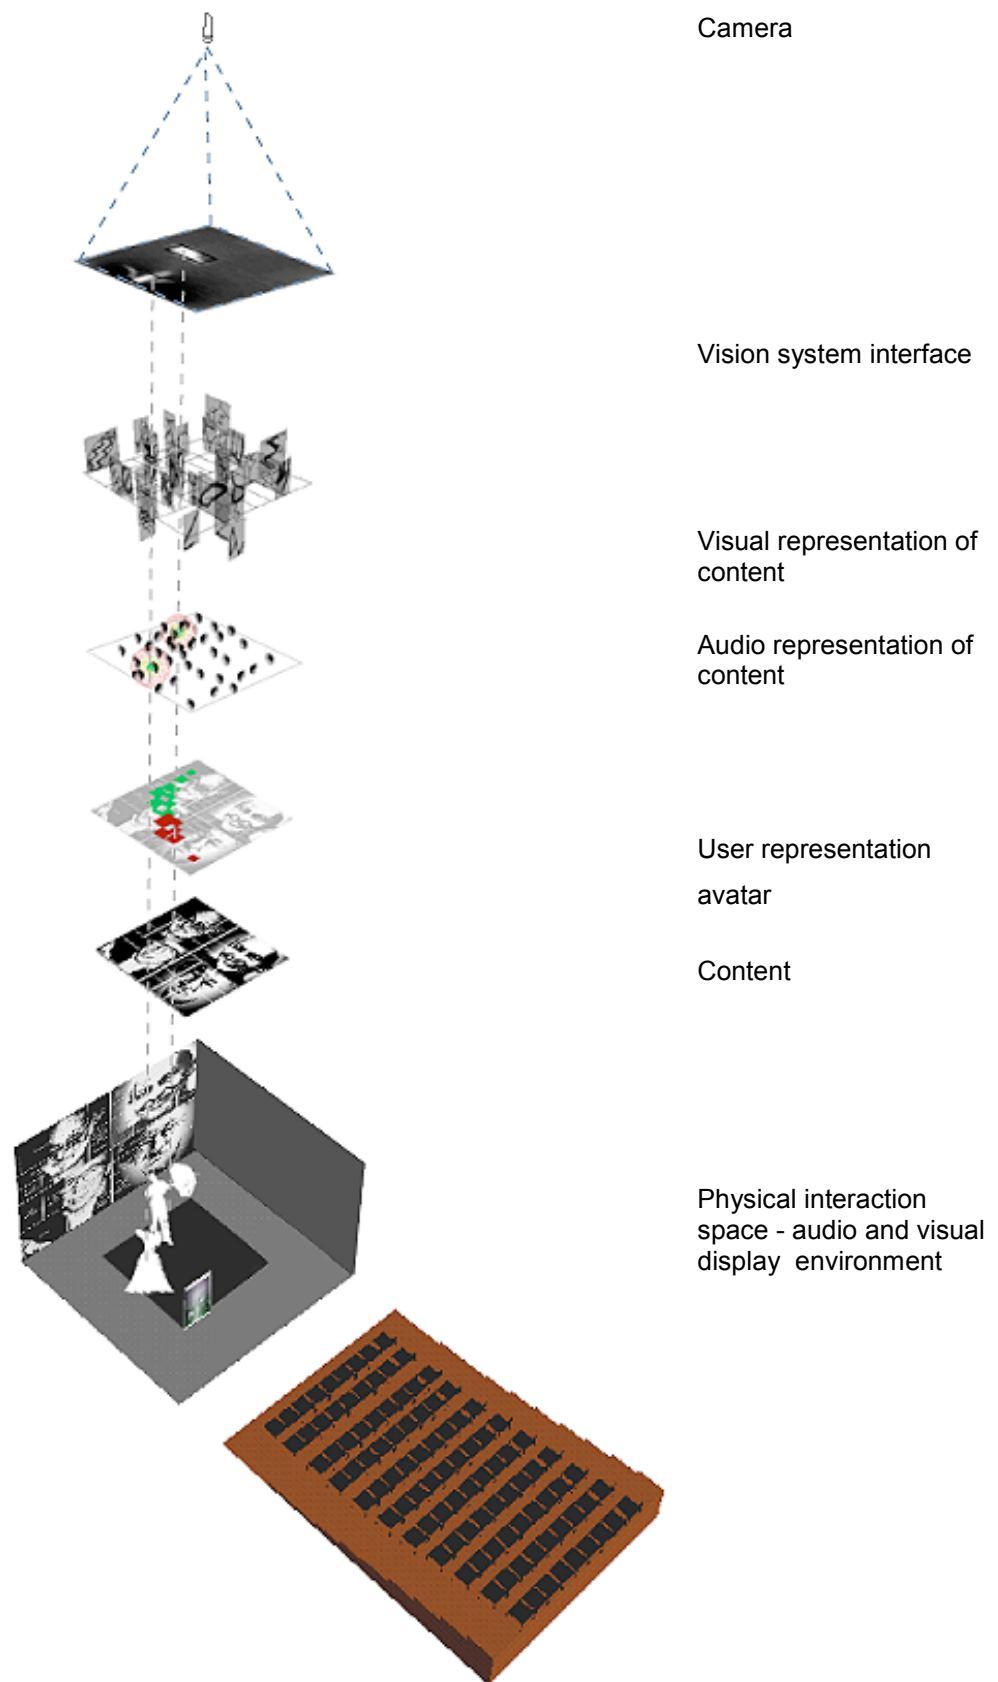 Camera
Vision system interface
Visual representation of
content
Audio representation of
content
User representation
avatar
Content
Physical interaction
space - audio and visual
display  environment